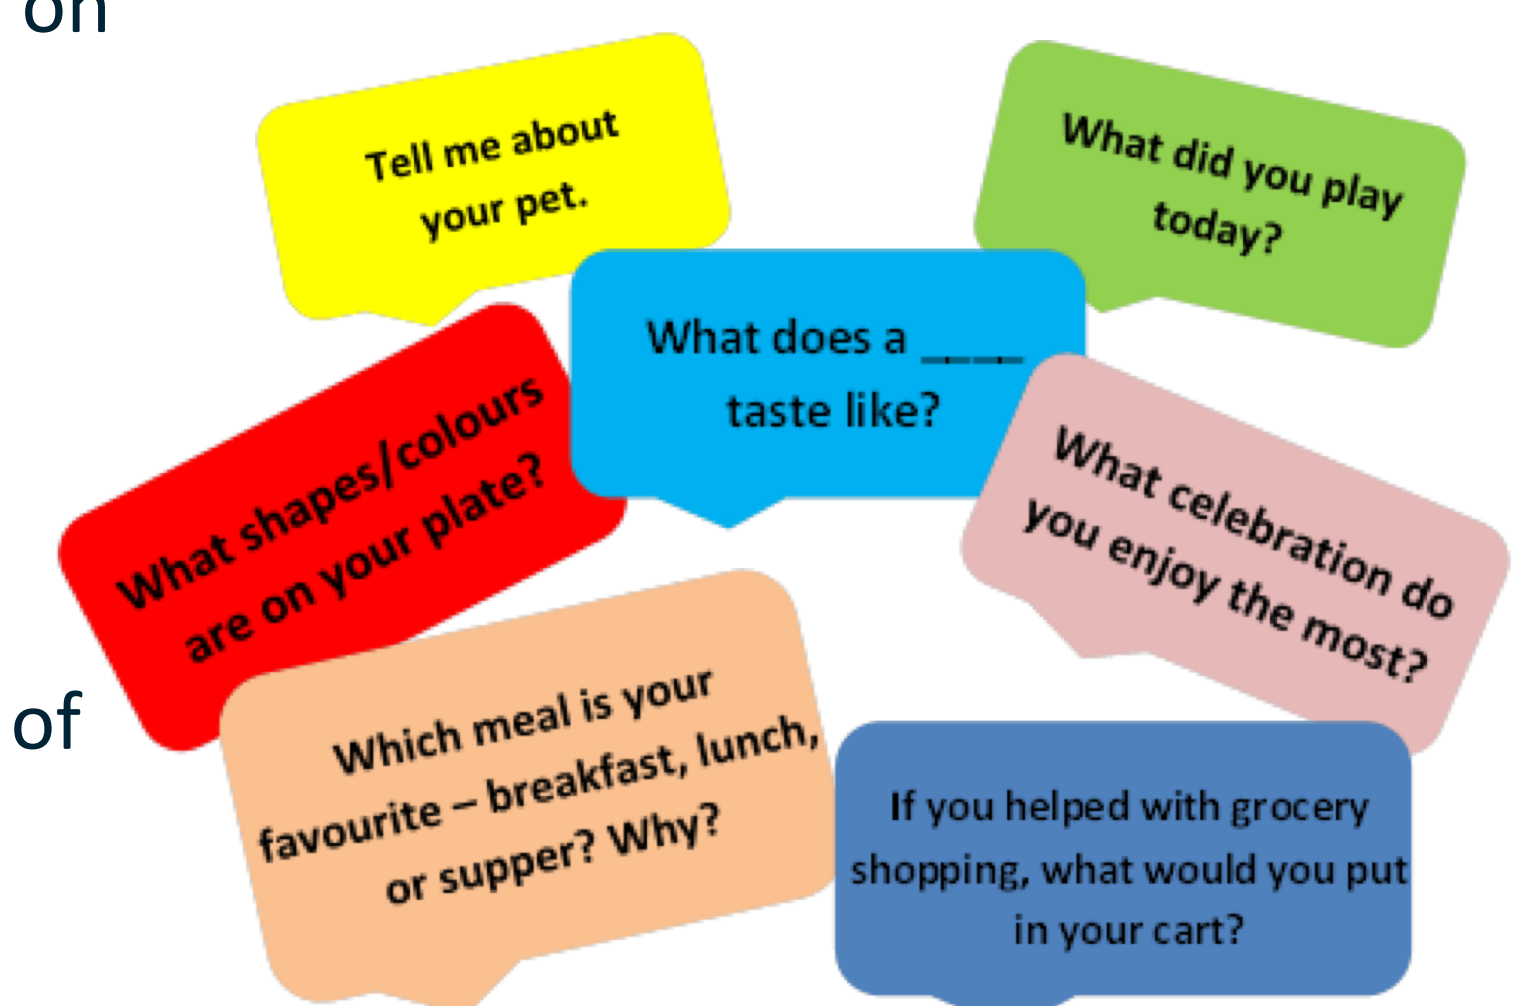 on
Tell me about
your pet.
What did you play
today?
What does a ____
taste like?
What shapes/colours
are on your plate?
What celebration do
you enjoy the most?
of
Which meal is your
favourite – breakfast, lunch,
or supper? Why?
If you helped with grocery
shopping, what would you put
in your cart?